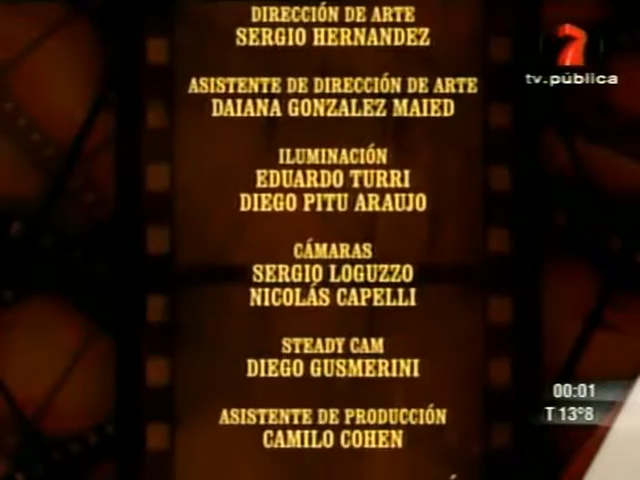 DIRECCIÓN DE ARTE
SERGIO HERNANDEZ
ASISTENTE DE DIRECCIÓN DE ARTE
DAIANA GONZALEZ MAIED
ILUMINACIÓN
EDUARDO TURRI
DIEGO PITU ARAUJO
CÁMARAS
SERGIO LOGUZZO
NICOLÁS CAPELLI
STEADY CAM
DIEGO GUSMERINI
ASISTENTE DE PRODUCCIÓN
CAMILO COHEN
7
tv.pública
00:01
T 13°8